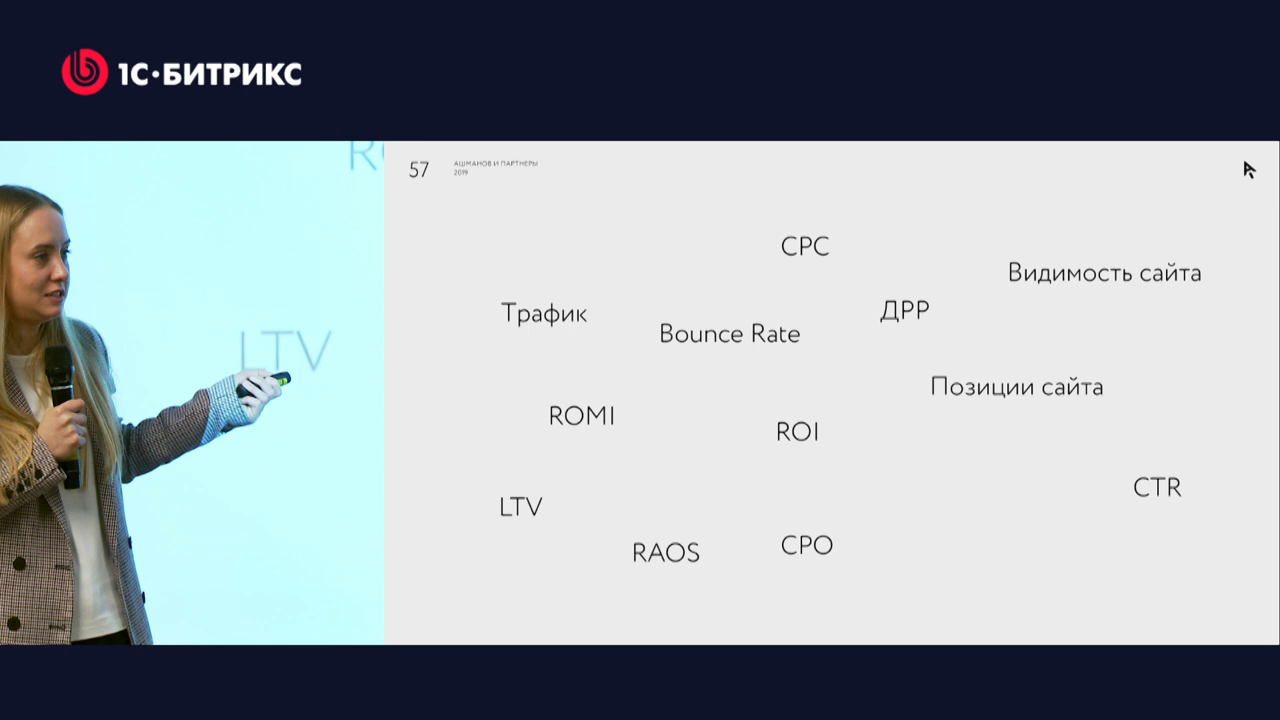 1С·БИТРИКС
57
АШМАНОВ И ПАРТНЕРЫ
2019
CPC
Видимость сайта
Трафик
ДРР
Bounce Rate
Позиции сайта
ROMI
ROI
CTR
LTV
RAOS
CPO
LTV